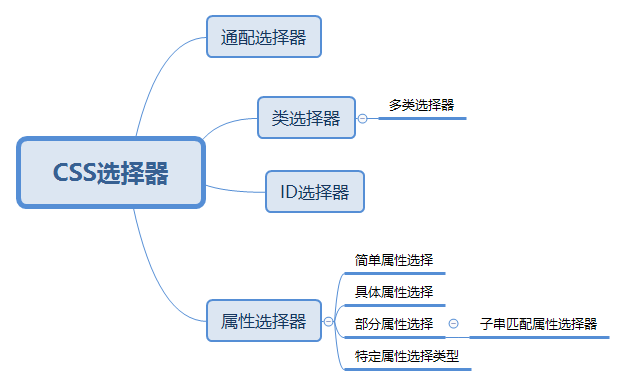 通配选择器
类选择器
多类选择器
CSS选择器
ID选择器
属性选择器
简单属性选择
具体属性选择
部分属性选择
子串匹配属性选择器
特定属性选择类型